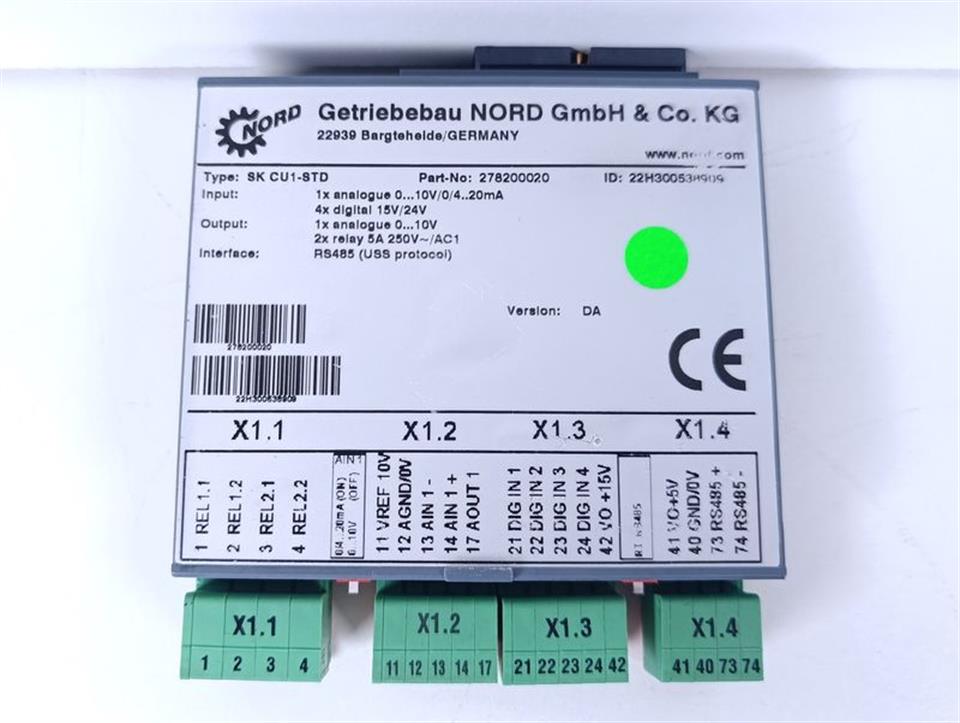 NORD
Getriebebau NORD GmbH & Co. KG
22939 Bargteheide/GERMANY
Type: SK CU1-STD Part-No: 278200020 ID: 22H300538909
Input: 1x analogue 0...10V/0/4..20mA
4x digital 15V/24V
Output: 1x analogue 0...10V
2x relay 5A 250V~/AC1
Interface: RS485 (USS protocol)
Version: DA
278200020
22H300538909
CE
X1.1 X1.2 X1.3 X1.4
1 REL1.1
2 REL1.2
3 REL2.1
4 REL2.2
AIN 1
0/4..20mA (ON)
0..10V (OFF)
11 VREF 10V
12 AGND/0V
13 AIN 1 -
14 AIN 1 +
17 AOUT 1
21 DIG IN 1
22 DIG IN 2
23 DIG IN 3
24 DIG IN 4
42 VO +15V
41 VO+5V
40 GND/0V
73 RS485 +
74 RS485 -
X1.1 X1.2 X1.3 X1.4
1 2 3 4 11 12 13 14 17 21 22 23 24 42 41 40 73 74